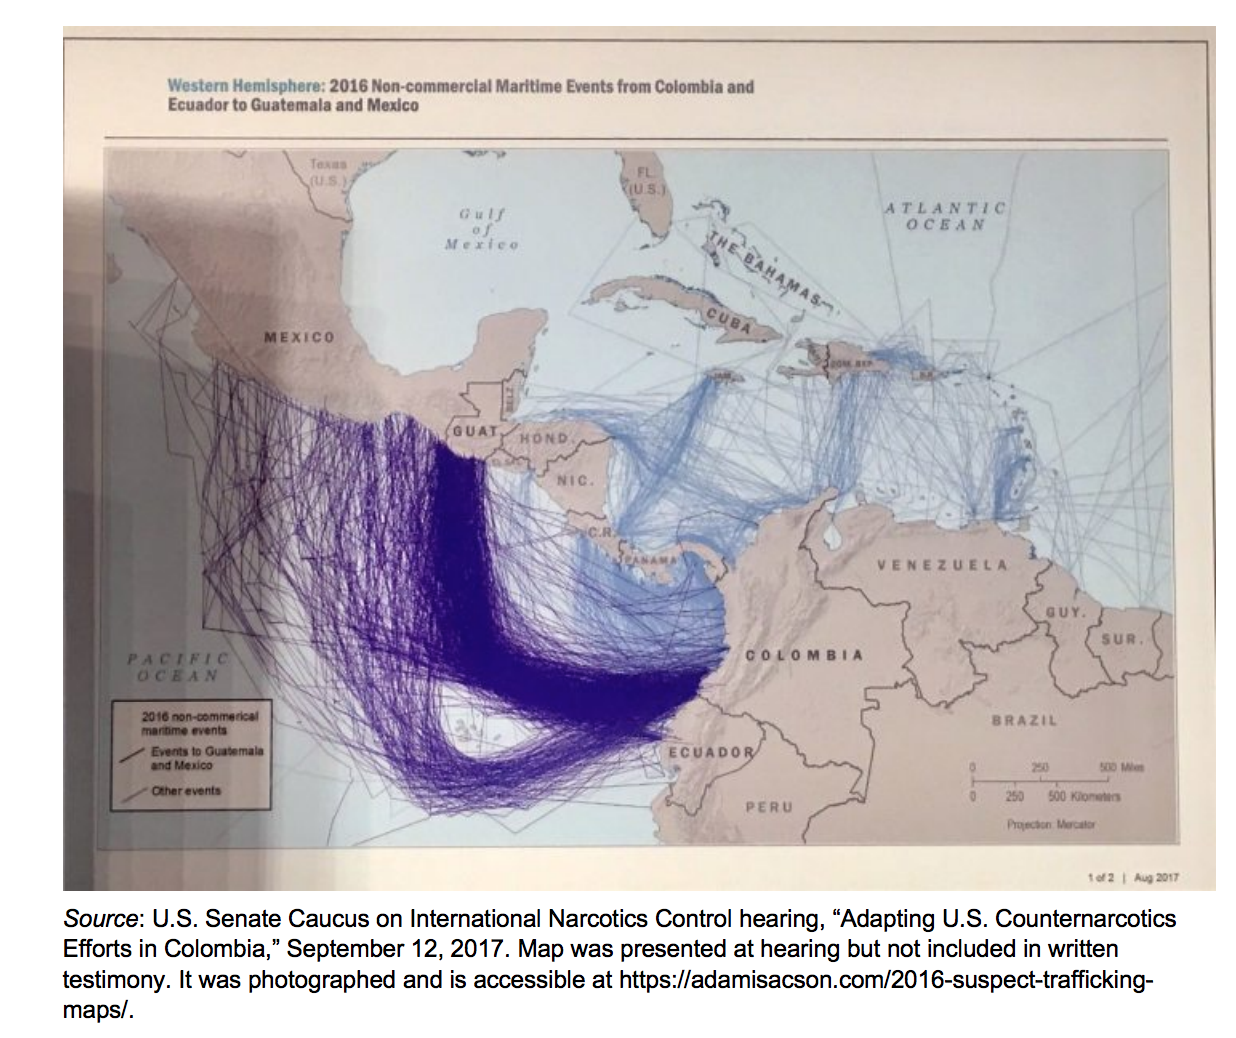 Western Hemisphere: 2016 Non-commercial Maritime Events from Colombia and
Ecuador to Guatemala and Mexico
Texas
(U.S.)
FL.
(U.S.)
Gulf
of
Mexico
ATLANTIC
OCEAN
THE BAHAMAS
CUBA
MEXICO
DOM. REP.
GUAT.
HOND.
NIC.
C.R.
PANAMA
VENEZUELA
GUY.
SUR.
COLOMBIA
PACIFIC
OCEAN
BRAZIL
ECUADOR
PERU
2016 non-commerical
maritime events
Events to Guatemala
and Mexico
Other events
0 250 500 Miles
0 250 500 Kilometers
Projection: Mercator
1 of 2 | Aug 2017
Source: U.S. Senate Caucus on International Narcotics Control hearing, “Adapting U.S. Counternarcotics
Efforts in Colombia,” September 12, 2017. Map was presented at hearing but not included in written
testimony. It was photographed and is accessible at https://adamisacson.com/2016-suspect-trafficking-
maps/.